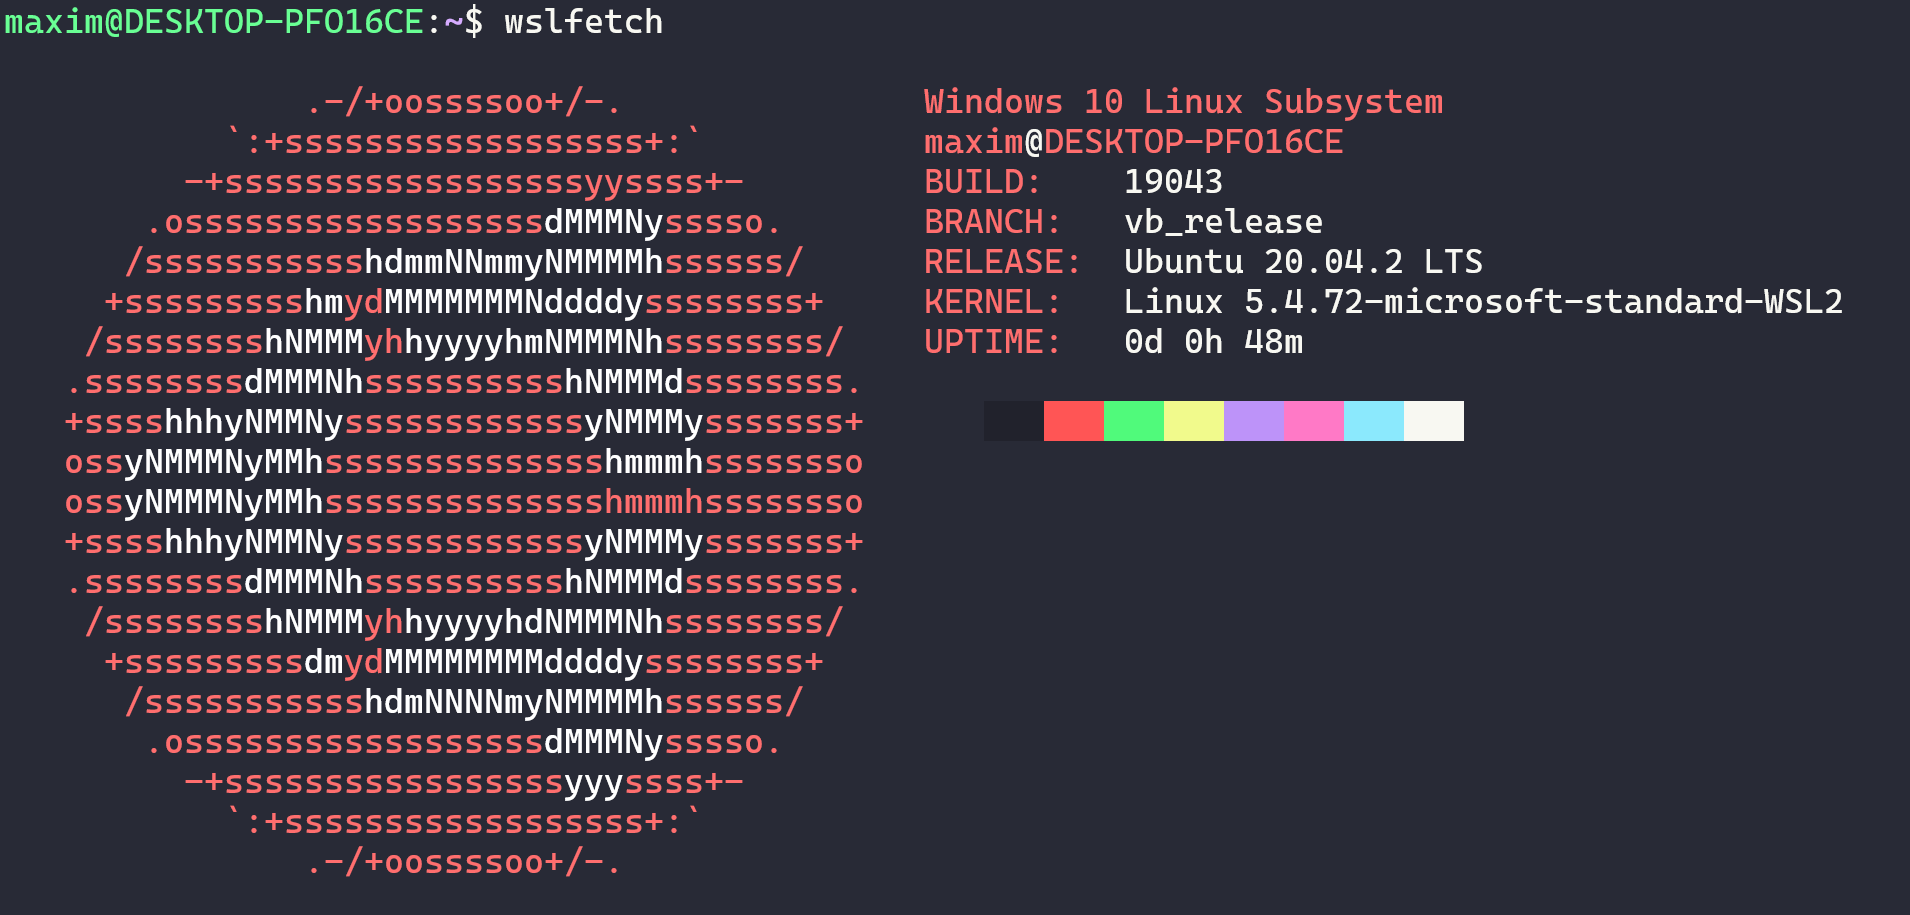 maxim@DESKTOP-PFO16CE:~$ wslfetch
.-/+oossssoo+/-. Windows 10 Linux Subsystem
`:+ssssssssssssssssss+:` maxim@DESKTOP-PFO16CE
-+ssssssssssssssssssyyssss+- BUILD: 19043
.ossssssssssssssssssdMMMNysssso. BRANCH: vb_release
/ssssssssssshdmmNNmmyNMMMMhssssss/ RELEASE: Ubuntu 20.04.2 LTS
+ssssssssshmydMMMMMMMNddddyssssssss+ KERNEL: Linux 5.4.72-microsoft-standard-WSL2
/sssssssshNMMMyhhyyyyhmNMMMNhssssssss/ UPTIME: 0d 0h 48m
.ssssssssdMMMNhsssssssssshNMMMdssssssss.
+sssshhhyNMMNyssssssssssssyNMMMysssssss+
ossyNMMMNyMMhsssssssssssssshmmmhssssssso
ossyNMMMNyMMhsssssssssssssshmmmhssssssso
+sssshhhyNMMNyssssssssssssyNMMMysssssss+
.ssssssssdMMMNhsssssssssshNMMMdssssssss.
/sssssssshNMMMyhhyyyyhdNMMMNhssssssss/
+sssssssssdmydMMMMMMMMddddyssssssss+
/ssssssssssshdmNNNNmyNMMMMhssssss/
.ossssssssssssssssssdMMMNysssso.
-+sssssssssssssssssyyyssss+-
`:+ssssssssssssssssss+:`
.-/+oossssoo+/-.